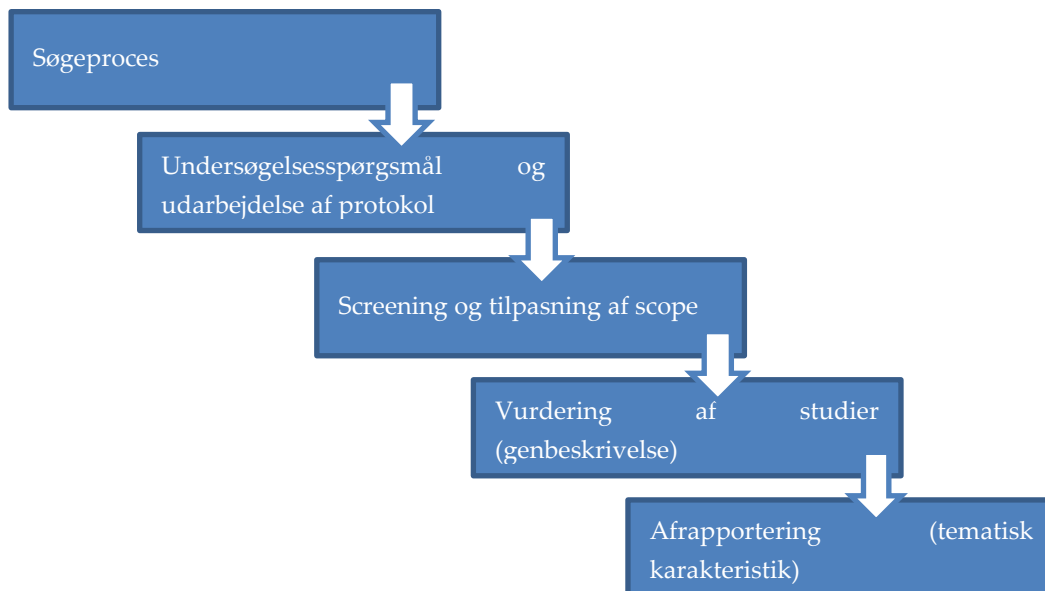 Søgeproces
Undersøgelsesspørgsmål og
udarbejdelse af protokol
Screening og tilpasning af scope
Vurdering af studier
(genbeskrivelse)
Afrapportering (tematisk
karakteristik)